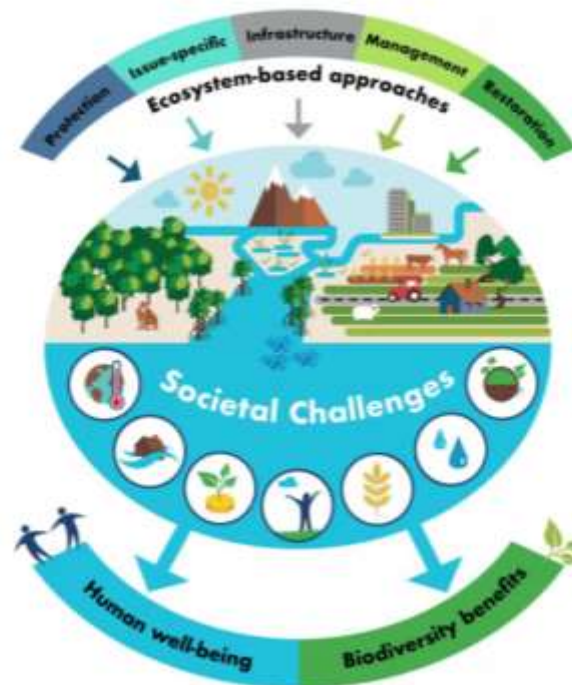 Protection
Issue-specific
Infrastructure
Management
Restoration
Ecosystem-based approaches
Societal Challenges
Human well-being
Biodiversity benefits